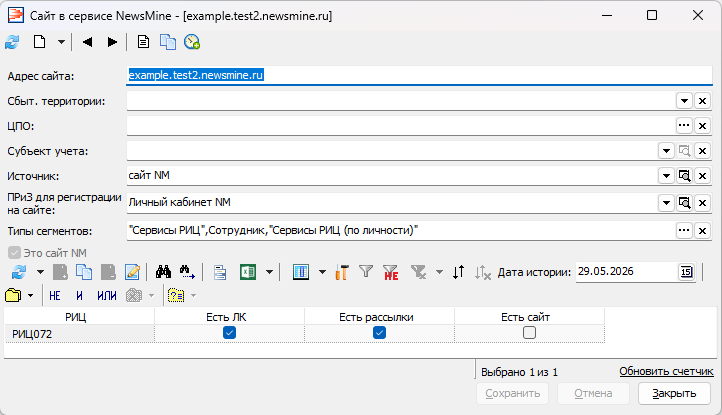 Сайт в сервисе NewsMine - [example.test2.newsmine.ru]
Адрес сайта: example.test2.newsmine.ru
Сбыт. территории:
ЦПО:
Субъект учета:
Источник: сайт NM
ПРиЗ для регистрации на сайте: Личный кабинет NM
Типы сегментов: "Сервисы РИЦ",Сотрудник,"Сервисы РИЦ (по личности)"
Это сайт NM
НЕ Дата истории: 29.05.2026 15
НЕ И ИЛИ
РИЦ Есть ЛК Есть рассылки Есть сайт
РИЦ072
Выбрано 1 из 1 Обновить счетчик
Сохранить Отмена Закрыть